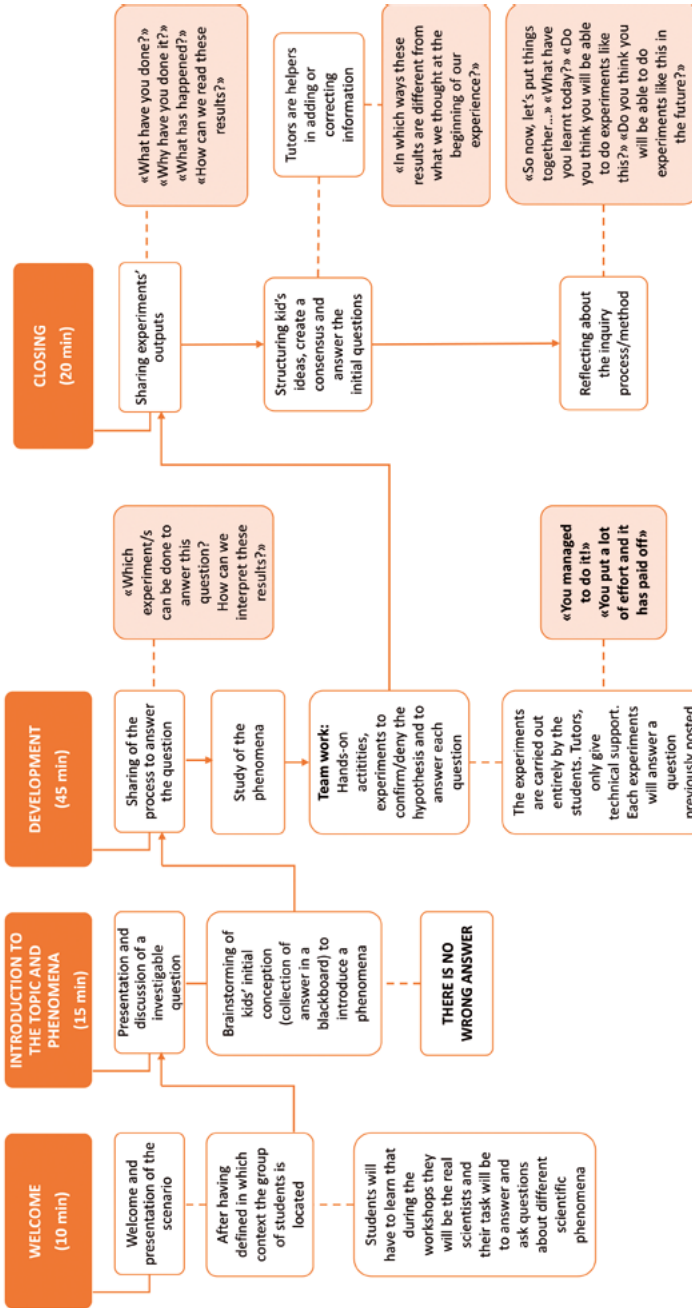 WELCOME
(10 min)
Welcome and
presentation of the
scenario
After having
defined in which
context the group
of students is
located
Students will
have to learn that
during the
workshops they
will be the real
scientists and
their task will be
to answer and
ask questions
about different
scientific
phenomena
INTRODUCTION TO
THE TOPIC AND
PHENOMENA
(15 min)
Presentation and
discussion of a
investigable
question
Brainstorming of
kids' initial
conception
(collection of
answer in a
blackboard) to
introduce a
phenomena
THERE IS NO
WRONG ANSWER
DEVELOPMENT
(45 min)
Sharing of the
process to answer
the question
«Which
experiment/s
can be done to
anwer this
question?
How can we
interpret these
results?»
Study of the
phenomena
Team work:
Hands-on
actitities,
experiments to
confirm/deny the
hypothesis and to
answer each
question
The experiments
are carried out
entirely by the
students. Tutors,
only give
technical support.
Each experiments
will answer a
question
previously posted
«You managed
to do it!»
«You put a lot
of effort and it
has paid off»
CLOSING
(20 min)
Sharing experiments'
outputs
«What have you done?»
«Why have you done it?»
«What has happened?»
«How can we read these
results?»
Structuring kid's
ideas, create a
consensus and
answer the
initial questions
Tutors are helpers
in adding or
correcting
information
«In which ways these
results are different from
what we thought at the
beginning of our
experience?»
Reflecting about
the inquiry
process/method
«So now, let's put things
together...» «What have
you learnt today?» «Do
you think you will be able
to do experiments like
this?» «Do you think you
will be able to do
experiments like this in
the future?»